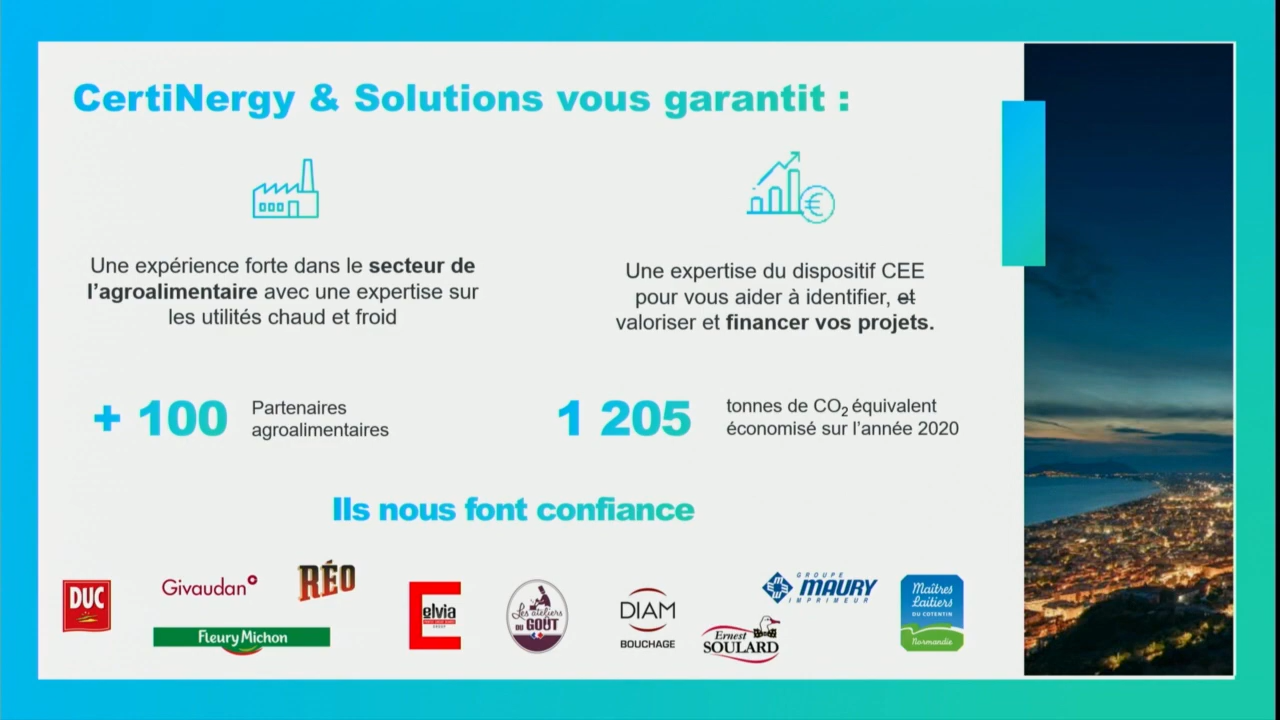 CertiNergy & Solutions vous garantit :
Une expérience forte dans le secteur de
l'agroalimentaire avec une expertise sur
les utilités chaud et froid
Une expertise du dispositif CEE
pour vous aider à identifier, et
valoriser et financer vos projets.
+ 100
Partenaires
agroalimentaires
1 205
tonnes de CO2 équivalent
économisé sur l'année 2020
Ils nous font confiance
DUC
Givaudan
RÉO
Fleury Michon
elvia
GROUP
Les ateliers
DU GOÛT
DIAM
BOUCHAGE
GROUPE
MAURY
IMPRIMEUR
Ernest
SOULARD
Maîtres
Laitiers
DU COTENTIN
Normandie